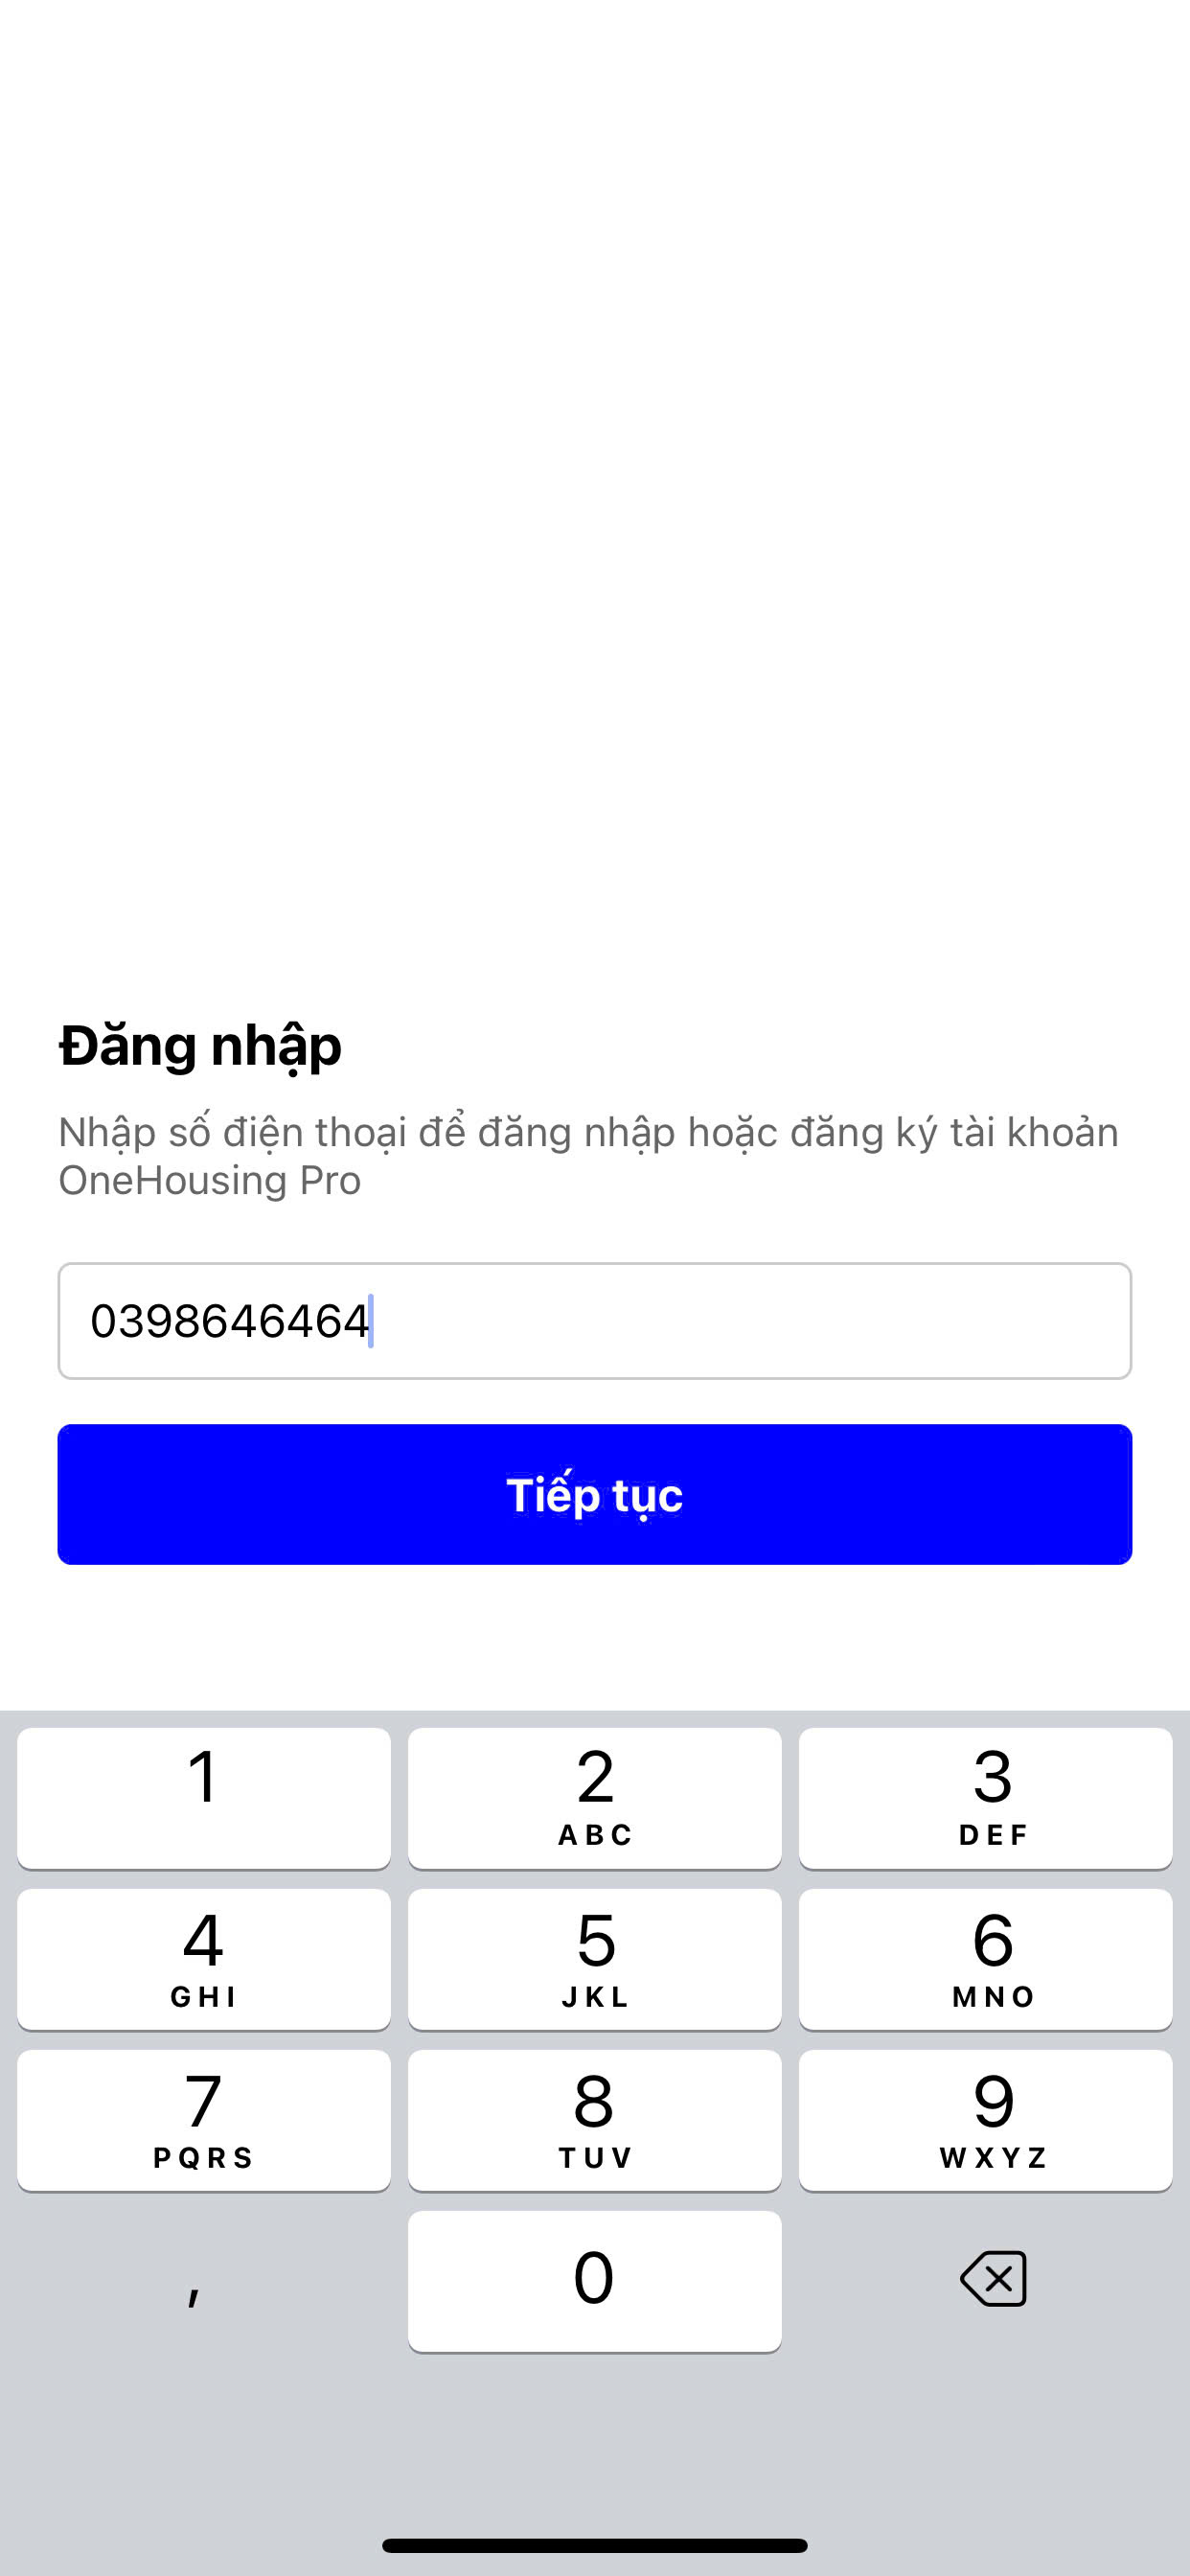 Đăng nhập
Nhập số điện thoại để đăng nhập hoặc đăng ký tài khoản
OneHousing Pro
0398646464
Tiếp tục
1 2 3
ABC DEF
4 5 6
GHI JKL MNO
7 8 9
PQRS TUV WXYZ
, 0